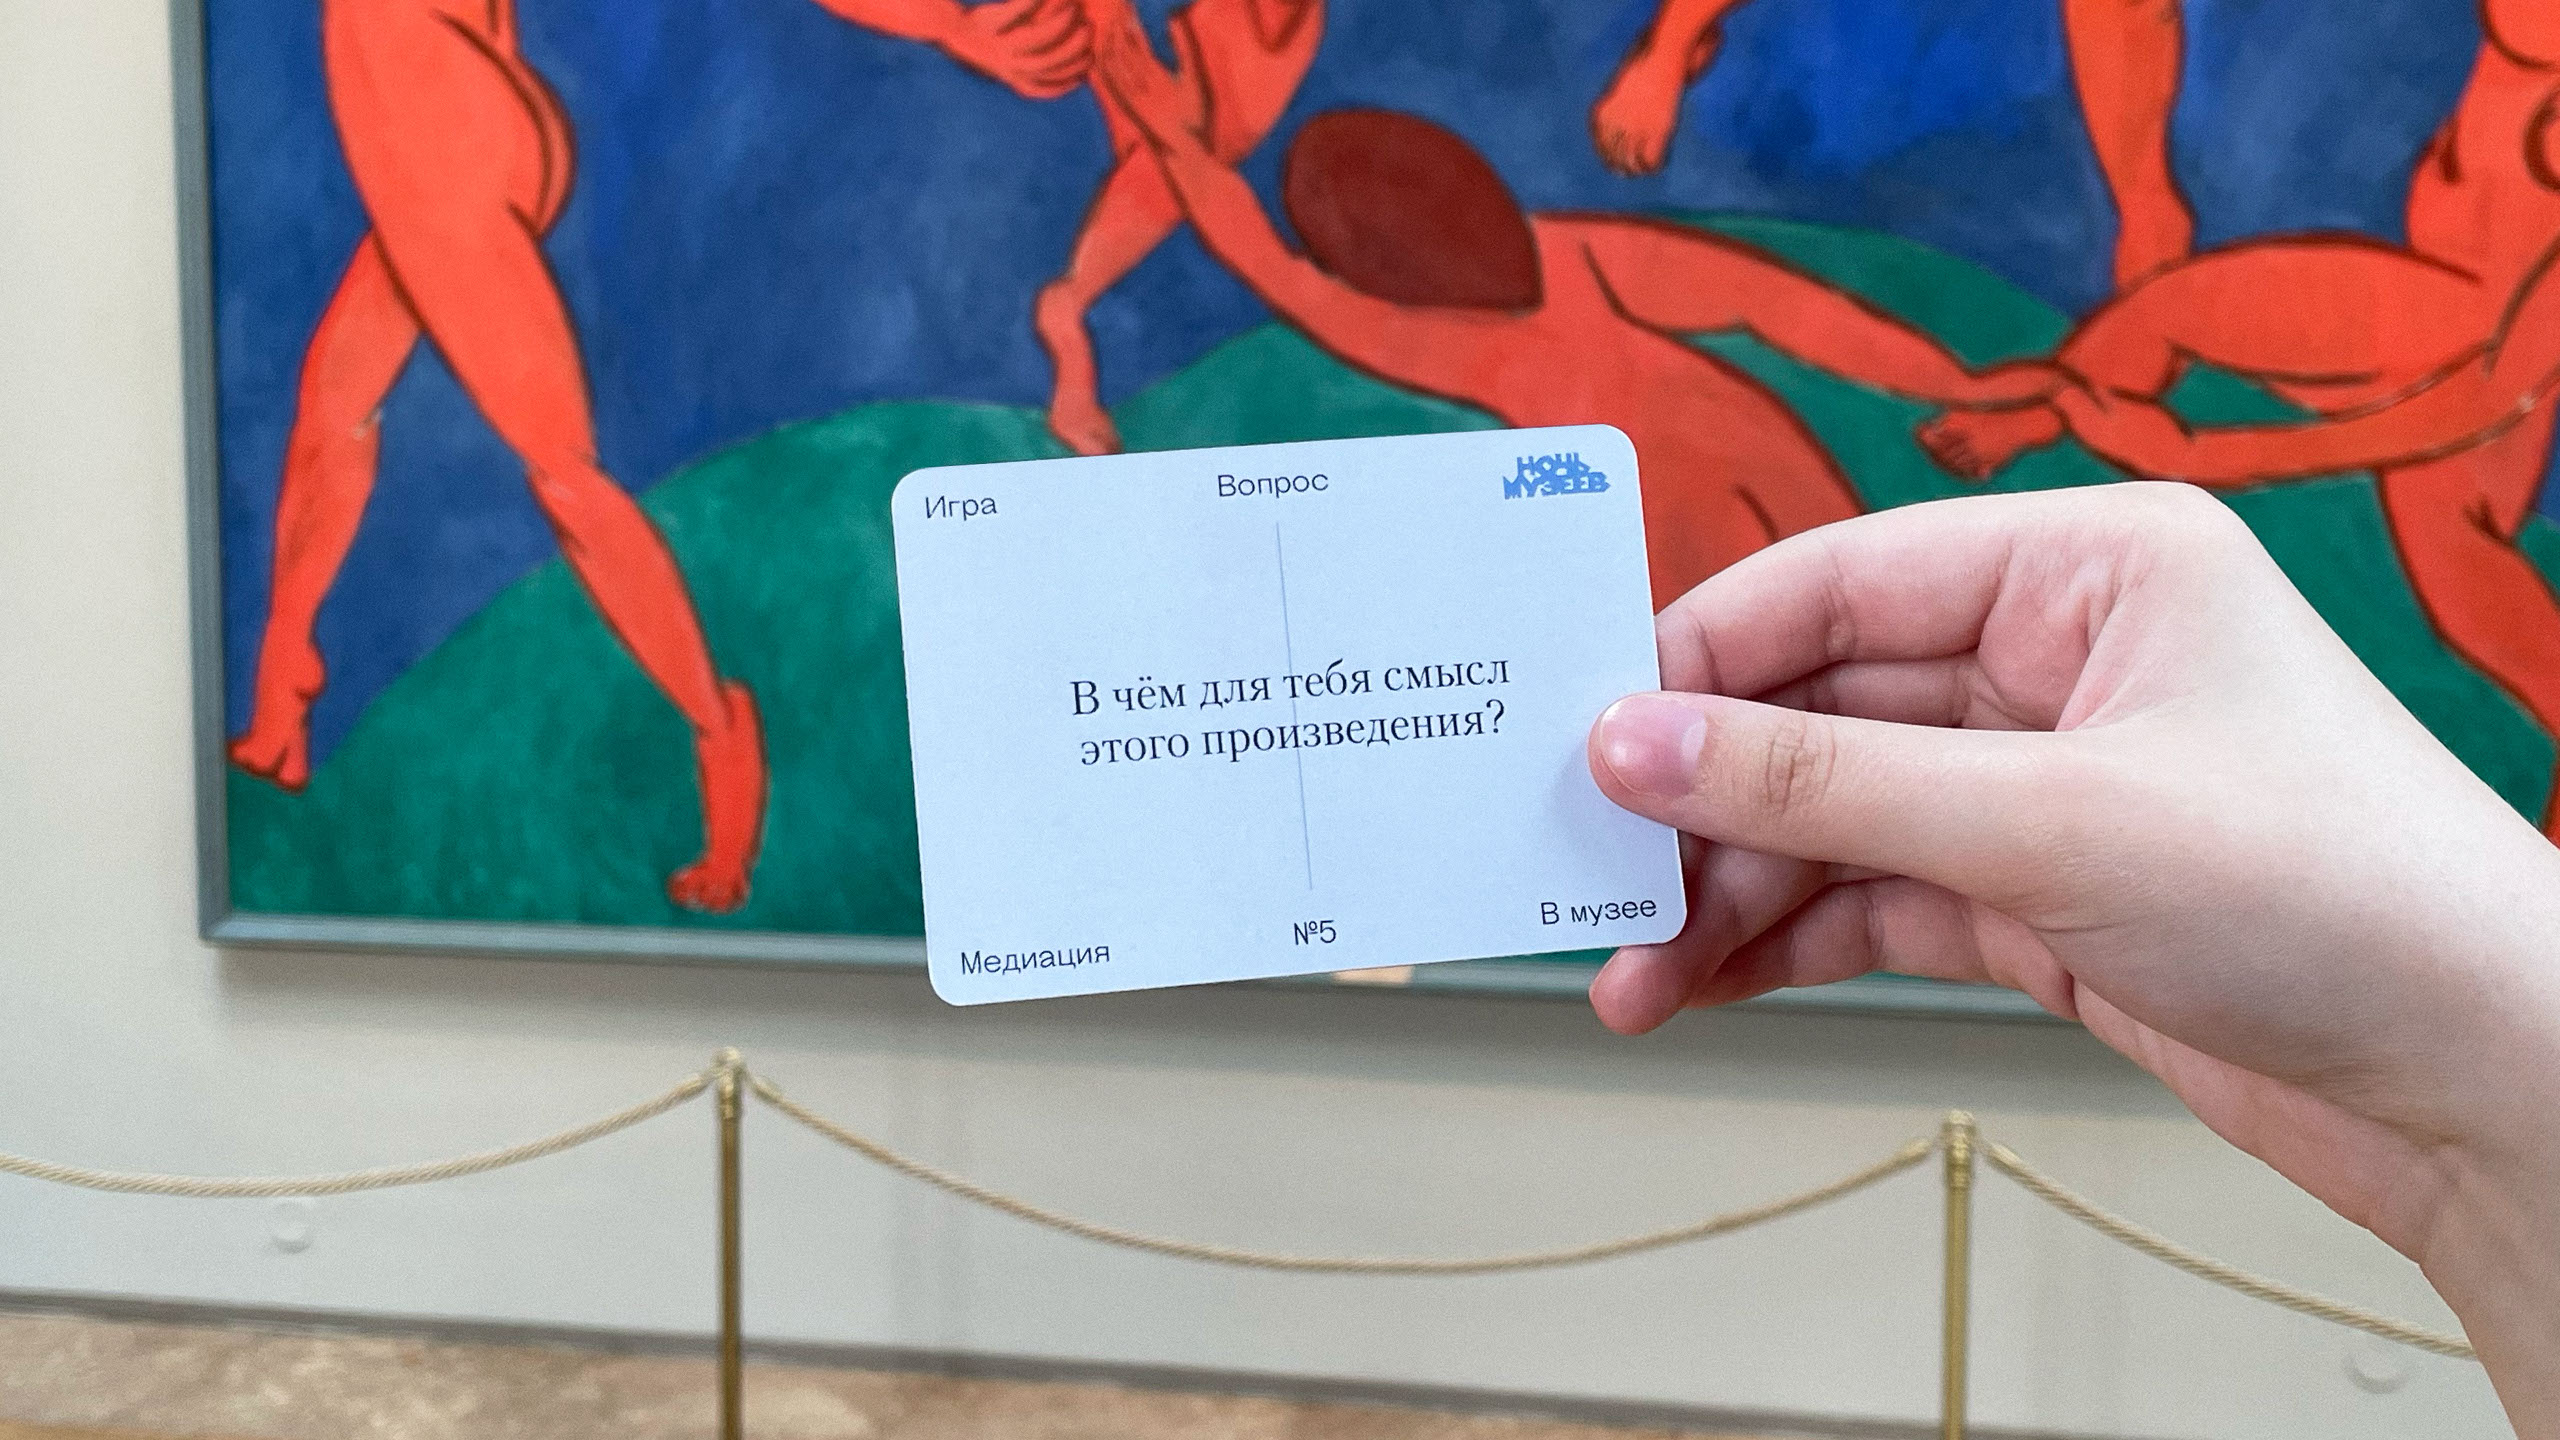 Игра
Вопрос
НОЧЬ
МУЗЕЕВ
В чём для тебя смысл
этого произведения?
Медиация
№5
В музее